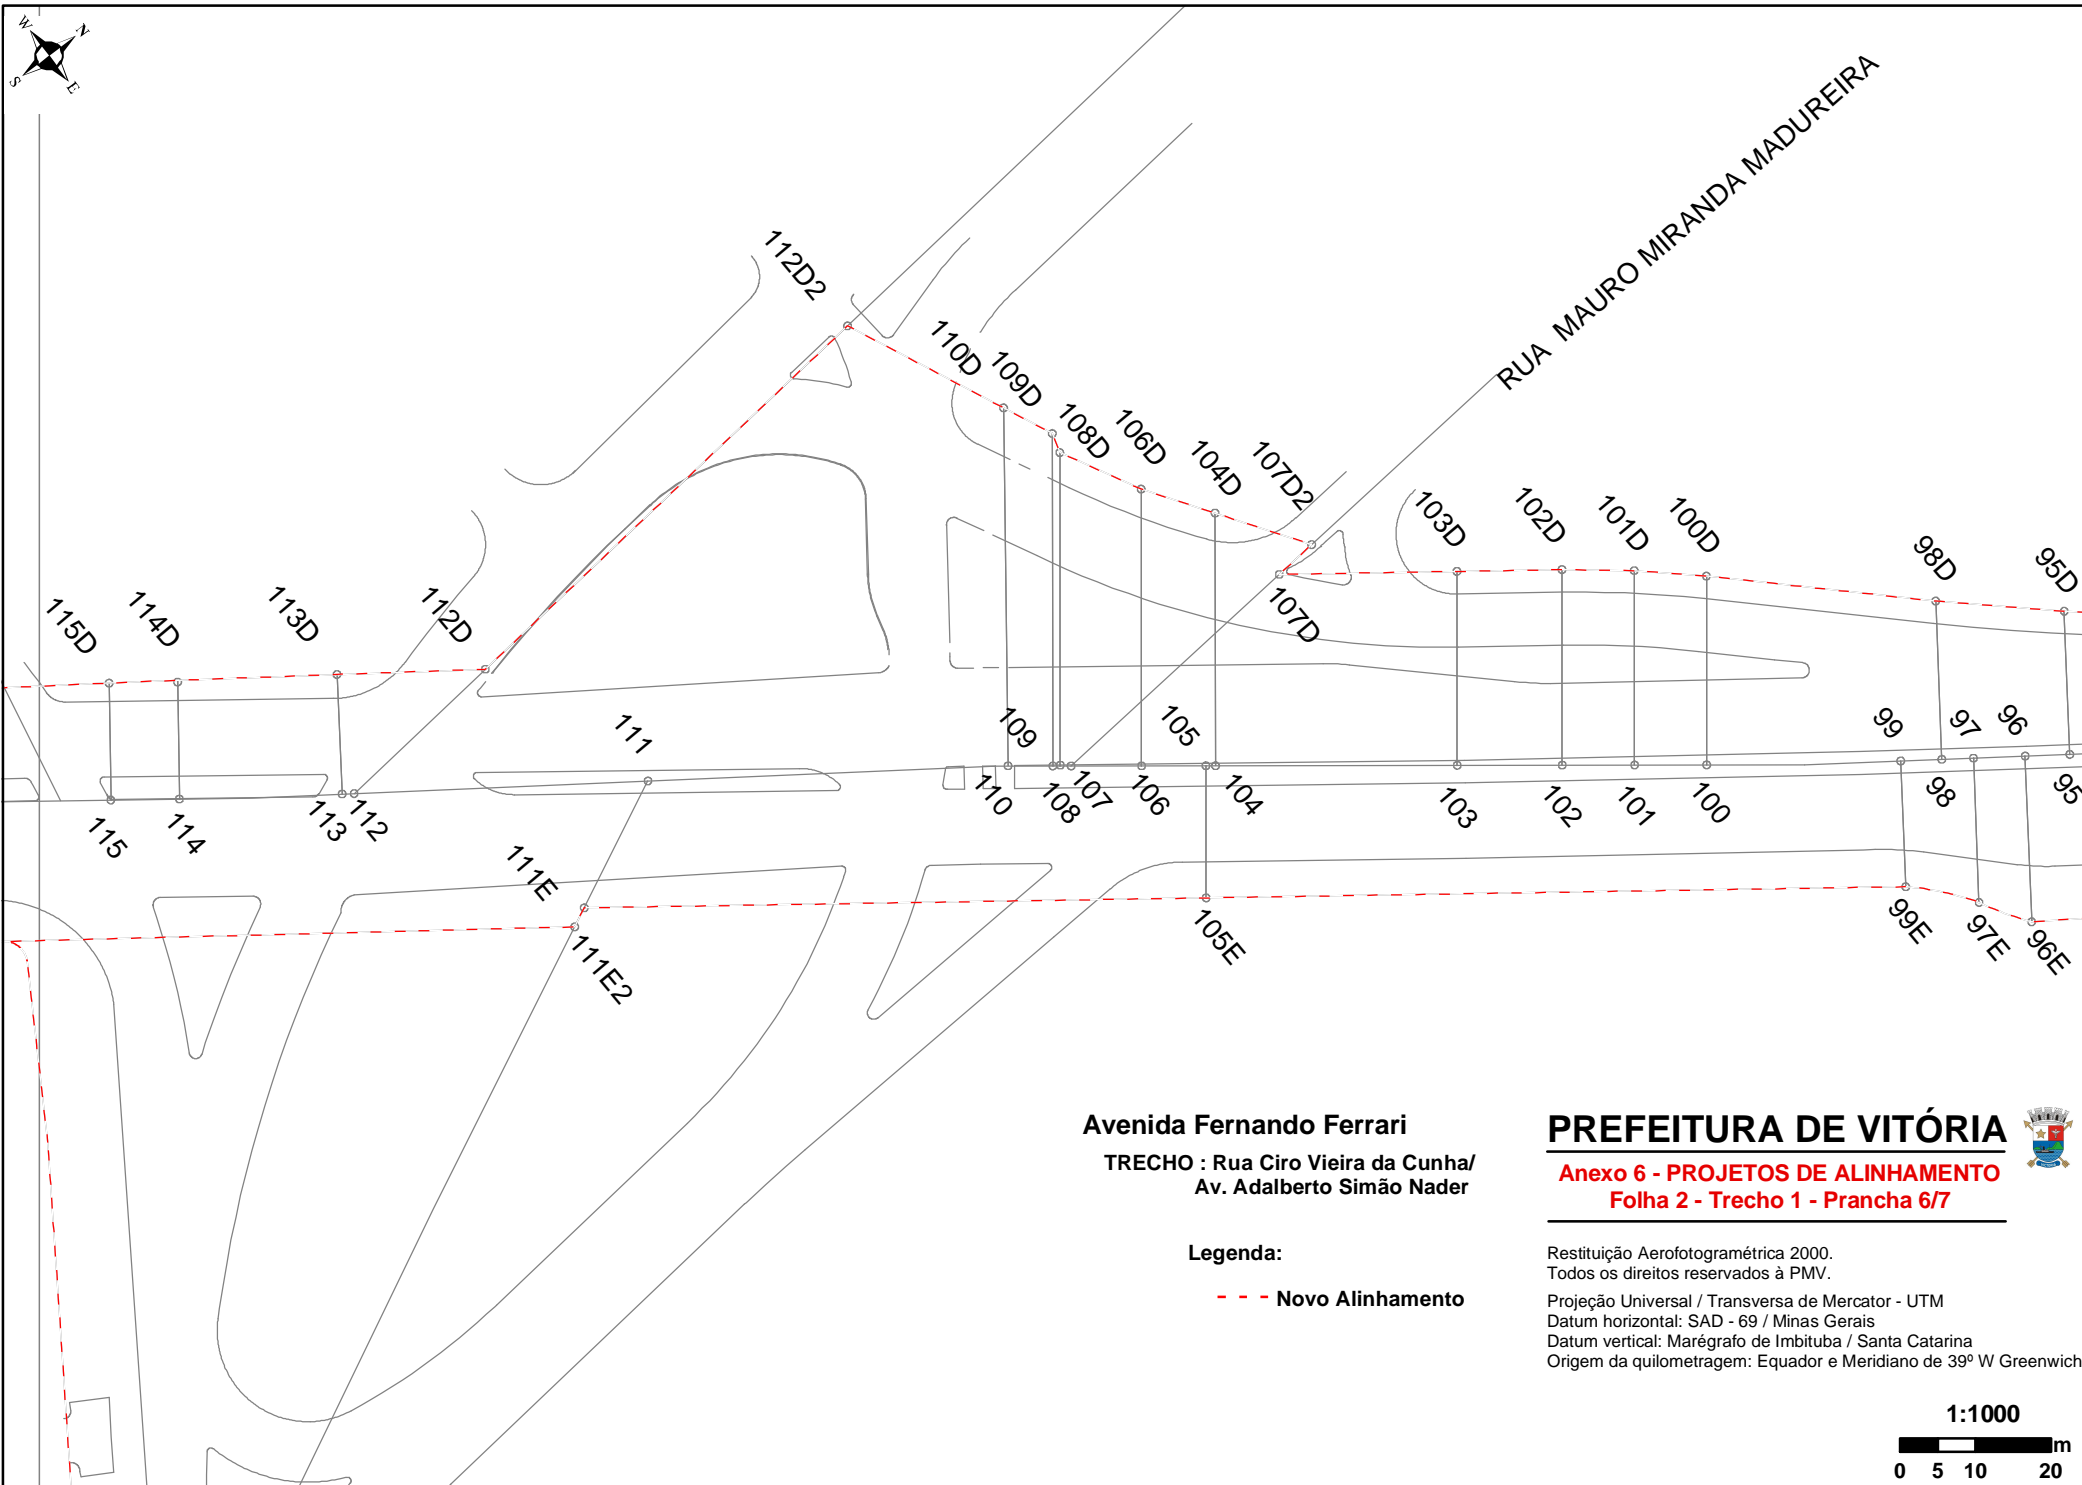 W
N
S
E
RUA MAURO MIRANDA MADUREIRA
112D2
110D
109D
108D
106D
104D
107D2
103D
102D
101D
100D
98D
95D
115D
114D
113D
112D
107D
111
109
105
99
97
96
115
114
113
112
110
108
107
106
104
103
102
101
100
98
95
111E
111E2
105E
99E
97E
96E
Avenida Fernando Ferrari
TRECHO : Rua Ciro Vieira da Cunha/
Av. Adalberto Simão Nader
Legenda:
Novo Alinhamento
PREFEITURA DE VITÓRIA
Anexo 6 - PROJETOS DE ALINHAMENTO
Folha 2 - Trecho 1 - Prancha 6/7
Restituição Aerofotogramétrica 2000.
Todos os direitos reservados à PMV.
Projeção Universal / Transversa de Mercator - UTM
Datum horizontal: SAD - 69 / Minas Gerais
Datum vertical: Marégrafo de Imbituba / Santa Catarina
Origem da quilometragem: Equador e Meridiano de 39º W Greenwich
1:1000
m
0 5 10 20